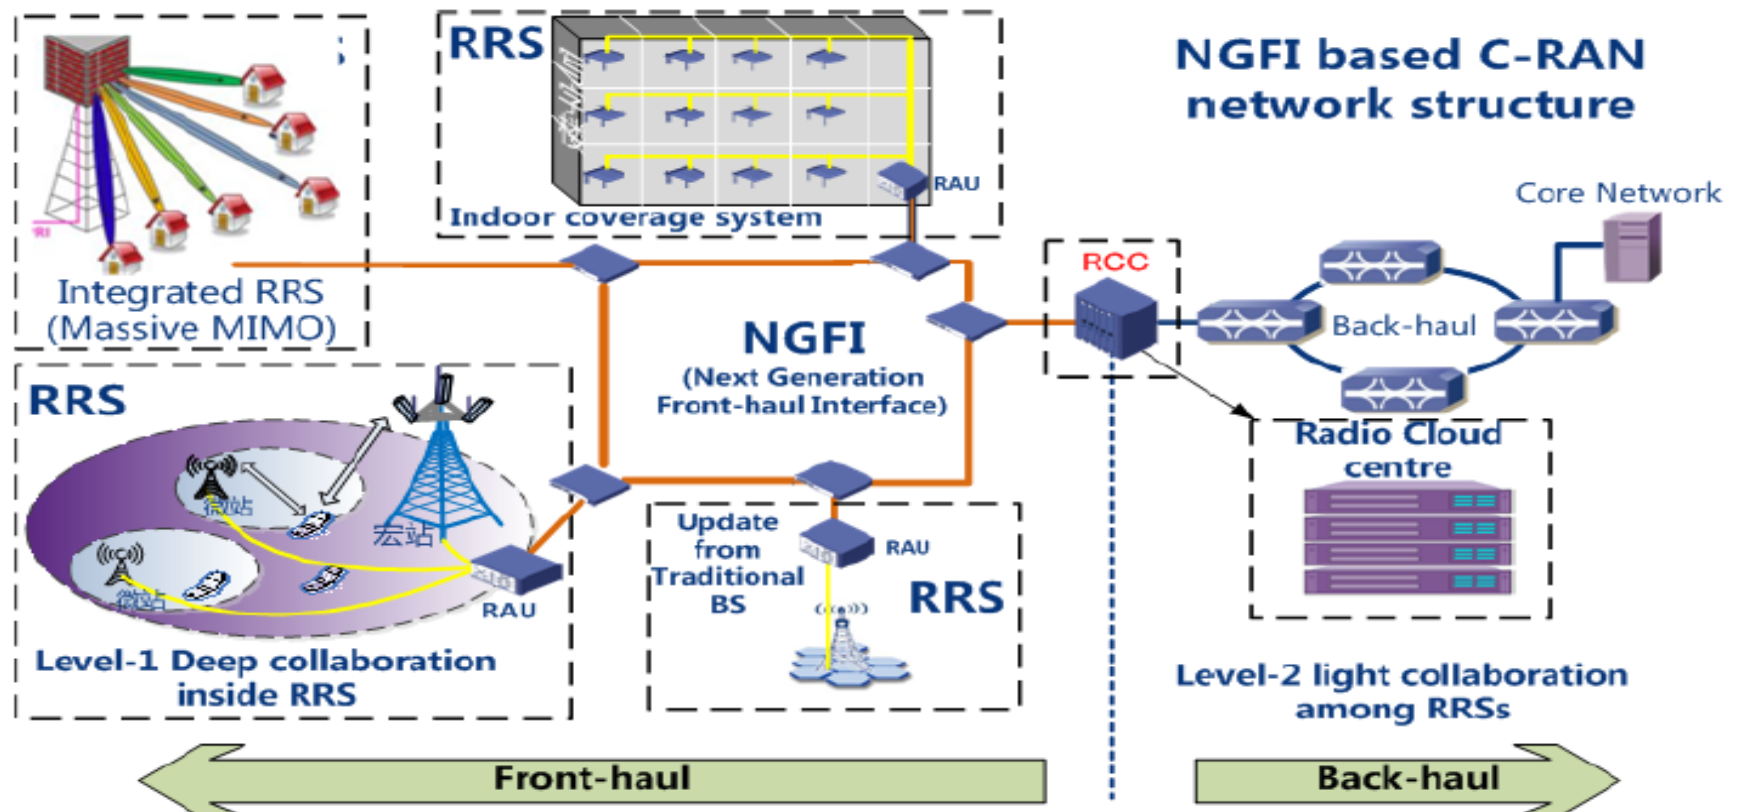 RRS
NGFI based C-RAN
network structure
RAU
Indoor coverage system
Core Network
RCC
Integrated RRS
(Massive MIMO)
NGFI
(Next Generation
Front-haul Interface)
Back-haul
RRS
微站
宏站
微站
RAU
Level-1 Deep collaboration
inside RRS
Update
from
Traditional
BS
RAU
RRS
Radio Cloud
centre
Level-2 light collaboration
among RRSs
Front-haul
Back-haul